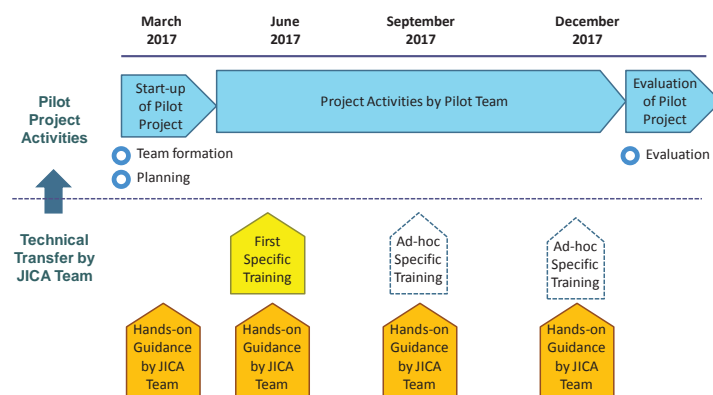 March
2017
June
2017
September
2017
December
2017
Pilot
Project
Activities
Start-up
of Pilot
Project
Project Activities by Pilot Team
Evaluation
of Pilot
Project
Team formation
Planning
Evaluation
Technical
Transfer by
JICA Team
First
Specific
Training
Ad-hoc
Specific
Training
Ad-hoc
Specific
Training
Hands-on
Guidance
by JICA
Team
Hands-on
Guidance
by JICA
Team
Hands-on
Guidance
by JICA
Team
Hands-on
Guidance
by JICA
Team